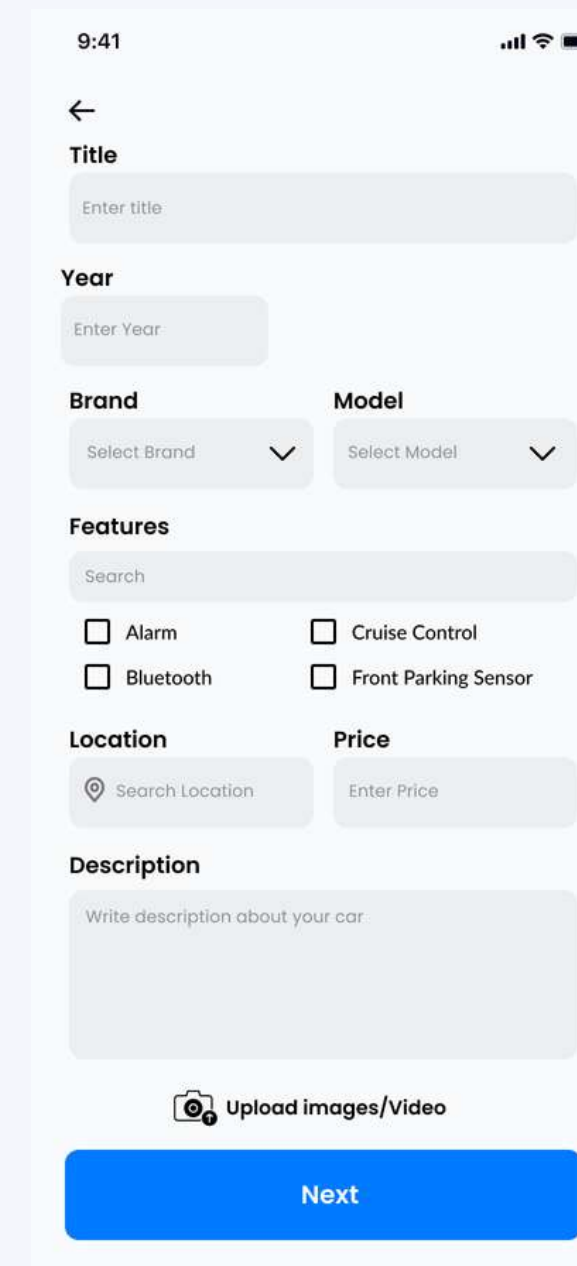 9:41
Title
Enter title
Year
Enter Year
Brand Model
Select Brand Select Model
Features
Search
Alarm Cruise Control
Bluetooth Front Parking Sensor
Location Price
Search Location Enter Price
Description
Write description about your car
Upload images/Video
Next